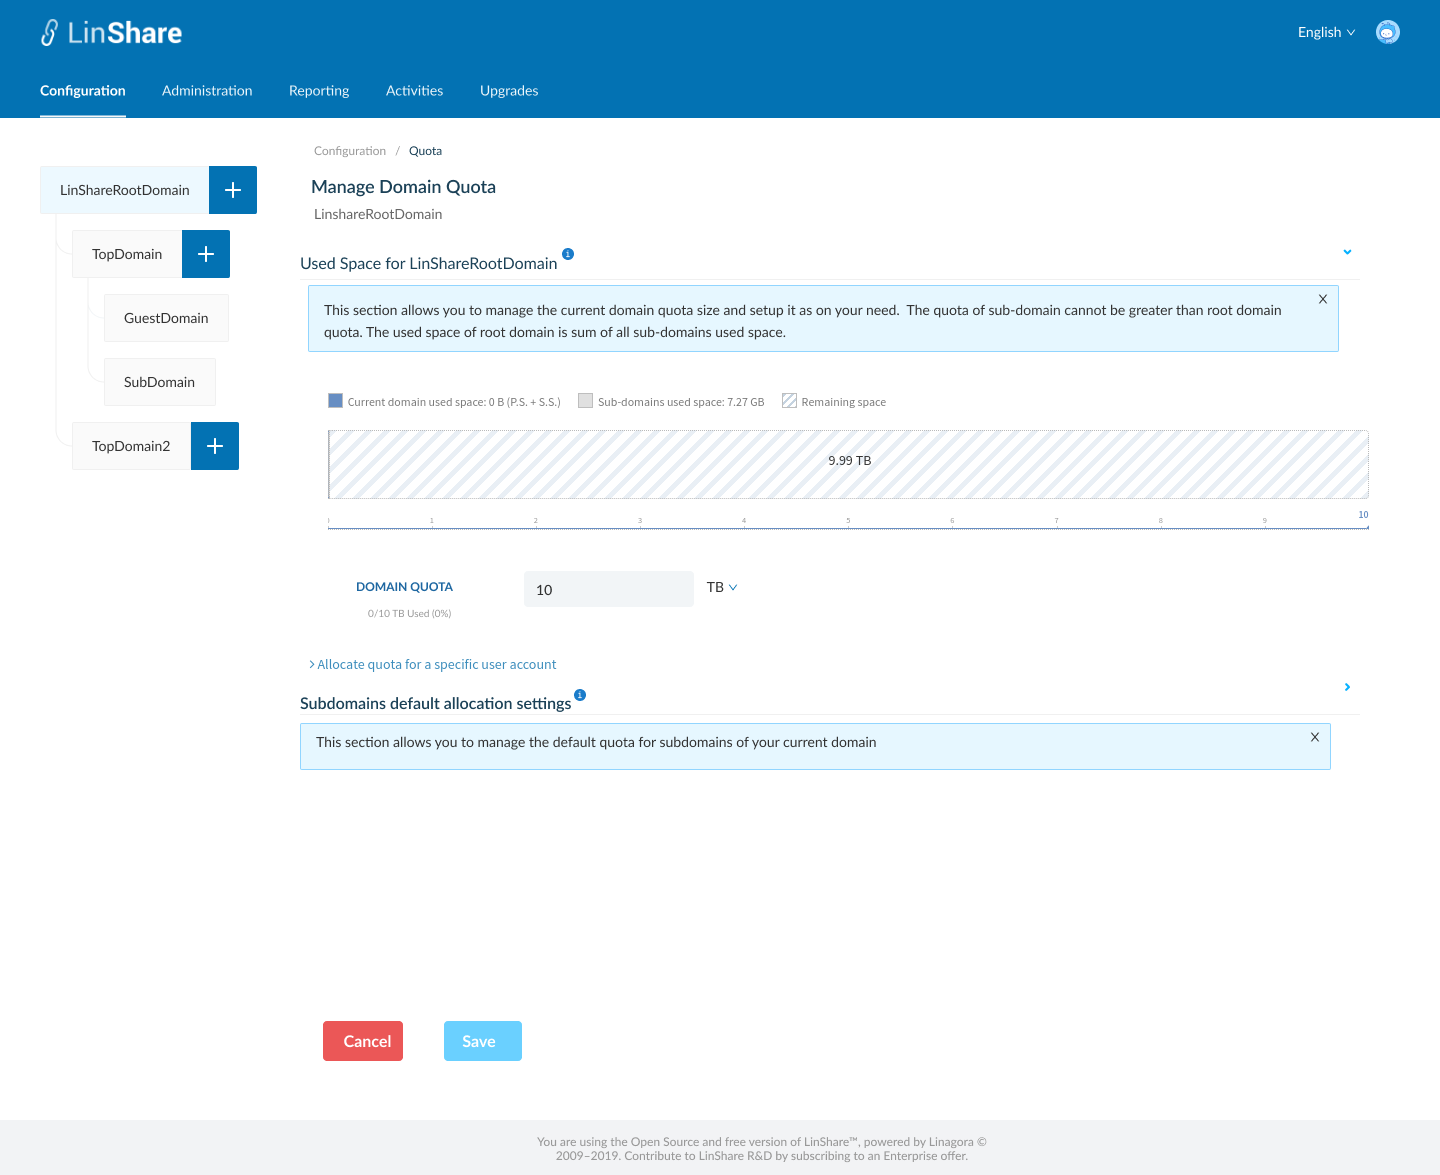 LinShare
English
Configuration Administration Reporting Activities Upgrades
Configuration / Quota
LinShareRootDomain
TopDomain
GuestDomain
SubDomain
TopDomain2
Manage Domain Quota
LinshareRootDomain
Used Space for LinShareRootDomain i
This section allows you to manage the current domain quota size and setup it as on your need. The quota of sub-domain cannot be greater than root domain
quota. The used space of root domain is sum of all sub-domains used space.
Current domain used space: 0 B (P.S. + S.S.) Sub-domains used space: 7.27 GB Remaining space
9.99 TB
1 2 3 4 5 6 7 8 9 10
DOMAIN QUOTA 10 TB
0/10 TB Used (0%)
Allocate quota for a specific user account
Subdomains default allocation settings i
This section allows you to manage the default quota for subdomains of your current domain
Cancel Save
You are using the Open Source and free version of LinShare™, powered by Linagora ©
2009–2019. Contribute to LinShare R&D by subscribing to an Enterprise offer.